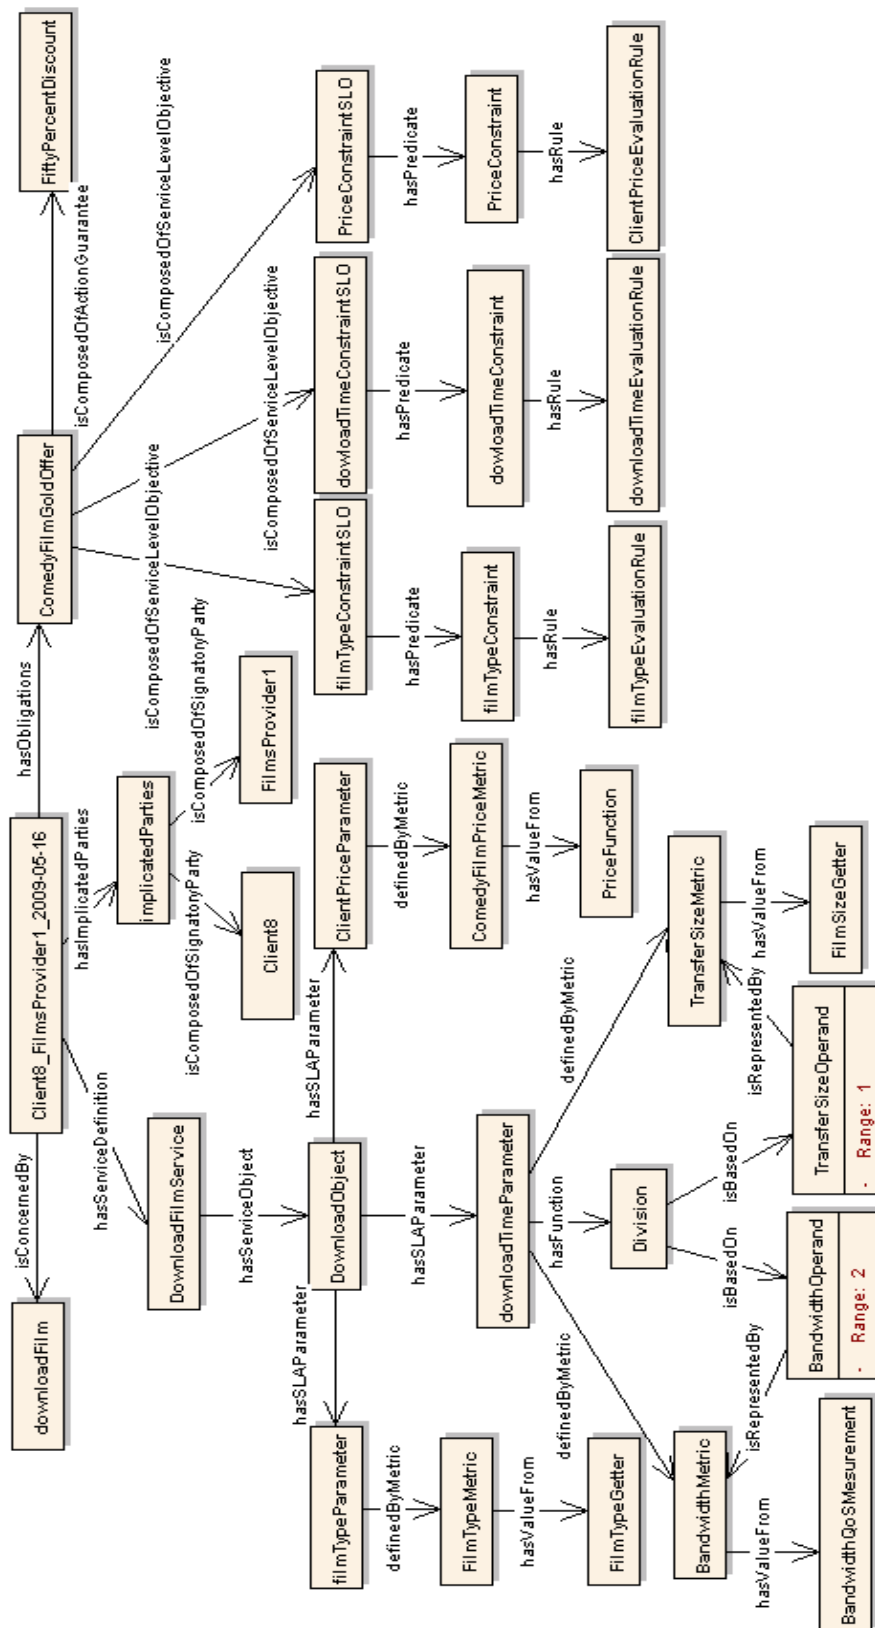 downloadFilm
isConcernedBy
Client8_FilmsProvider1_2009-05-16
hasObligations
ComedyFilmGoldOffer
isComposedOfActionGuarantee
FiftyPercentDiscount
hasServiceDefinition
hasImplicatedParties
DownloadFilmService
implicatedParties
isComposedOfSignatoryParty
isComposedOfSignatoryParty
Client8
FilmsProvider1
isComposedOfServiceLevelObjective
isComposedOfServiceLevelObjective
isComposedOfServiceLevelObjective
hasServiceObject
filmTypeParameter
hasSLAParameter
DownloadObject
hasSLAParameter
ClientPriceParameter
filmTypeConstraintSLO
dowloadTimeConstraintSLO
PriceConstraintSLO
definedByMetric
hasSLAParameter
definedByMetric
hasPredicate
hasPredicate
hasPredicate
FilmTypeMetric
downloadTimeParameter
ComedyFilmPriceMetric
filmTypeConstraint
dowloadTimeConstraint
PriceConstraint
hasValueFrom
definedByMetric
hasFunction
definedByMetric
hasValueFrom
hasRule
hasRule
hasRule
FilmTypeGetter
Division
PriceFunction
filmTypeEvaluationRule
downloadTimeEvaluationRule
ClientPriceEvaluationRule
BandwidthMetric
isBasedOn
isBasedOn
TransferSizeMetric
hasValueFrom
isRepresentedBy
isRepresentedBy
hasValueFrom
BandwidthQoSMesurement
BandwidthOperand
- Range: 2
TransferSizeOperand
- Range: 1
FilmSizeGetter